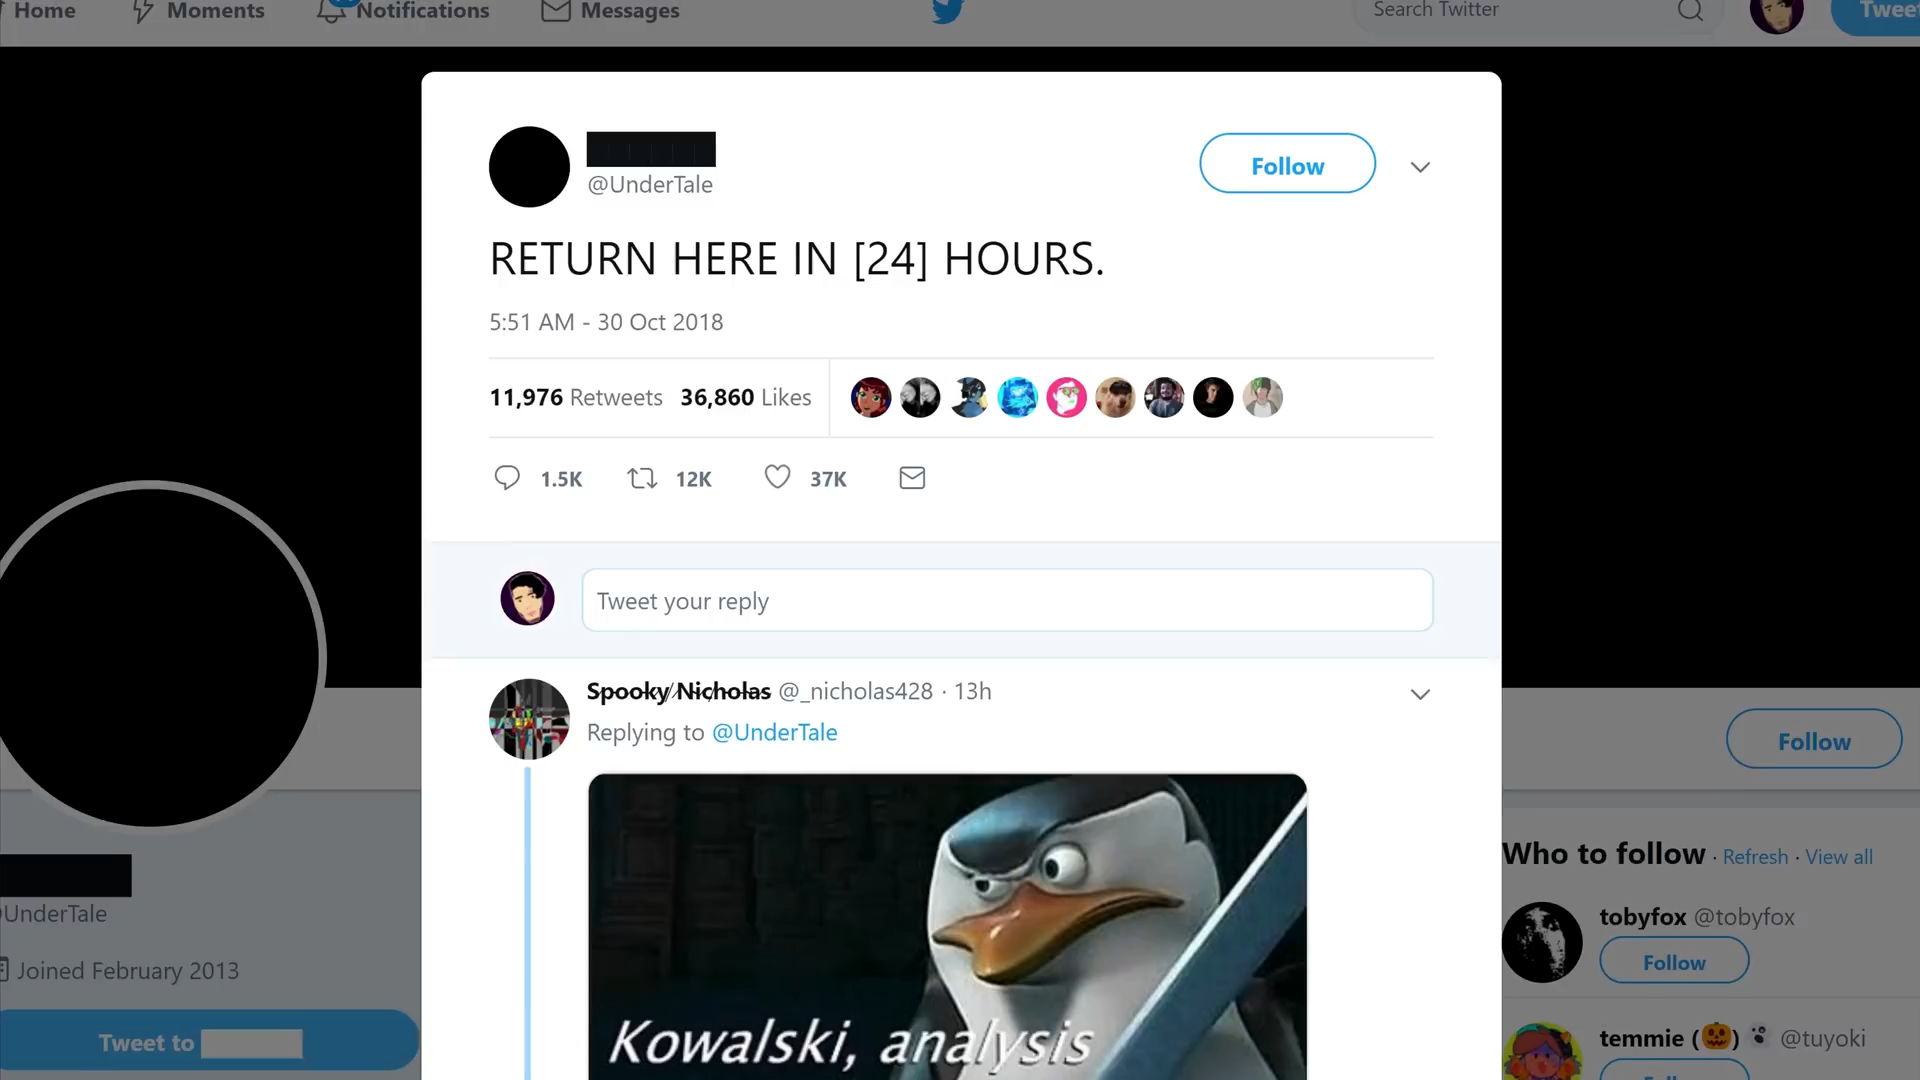 Home
Moments
Notifications
Messages
Search Twitter
Tweet
@UnderTale
Follow
RETURN HERE IN [24] HOURS.
5:51 AM - 30 Oct 2018
11,976 Retweets 36,860 Likes
1.5K 12K 37K
Tweet your reply
Spooky/Nicholas @_nicholas428 · 13h
Replying to @UnderTale
Kowalski, analysis
@UnderTale
Joined February 2013
Tweet to
Follow
Who to follow · Refresh · View all
tobyfox @tobyfox
Follow
temmie (🎃) @tuyoki